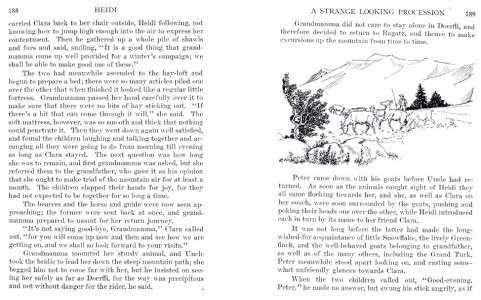 188 HEIDI
carried Clara back to her chair outside, Heidi following, not
knowing how to jump high enough into the air to express her
contentment. Then he gathered up a whole pile of shawls
and furs and said, smiling, "It is a good thing that grand-
mamma came up well provided for a winter's campaign; we
shall be able to make good use of these."
The two had meanwhile ascended to the hay-loft and
begun to prepare a bed; there were so many articles piled one
over the other that when finished it looked like a regular little
fortress. Grandmamma passed her hand carefully over it to
make sure that there were no bits of hay sticking out. "If
there's a bit that can come through it will," she said. The
soft mattress, however, was so smooth and thick that nothing
could penetrate it. Then they went down again well satisfied,
and found the children laughing and talking together and ar-
ranging all they were going to do from morning till evening
as long as Clara stayed. The next question was how long
she was to remain, and first grandmamma was asked, but she
referred them to the grandfather, who gave it as his opinion
that she ought to make trial of the mountain air for at least a
month. The children clapped their hands for joy, for they
had not expected to be together for so long a time.
The bearers and the horse and guide were now seen ap-
proaching; the former were sent back at once, and grand-
mamma prepared to mount for her return journey.
"It's not saying good-bye, Grandmamma," Clara called
out, "for you will come up now and then and see how we are
getting on, and we shall so look forward to your visits."
Grandmamma mounted her sturdy animal, and Uncle
took the bridle to lead her down the steep mountain path; she
begged him not to come far with her, but he insisted on see-
ing her safely as far as Dorfli, for the way was precipitous
and not without danger for the rider, he said.
A STRANGE LOOKING PROCESSION 189
Grandmamma did not care to stay alone in Dorfli, and
therefore decided to return to Ragatz, and thence to make
excursions up the mountain from time to time.
Peter came down with his goats before Uncle had re-
turned. As soon as the animals caught sight of Heidi they
all came flocking towards her, and she, as well as Clara on
her couch, were soon surrounded by the goats, pushing and
poking their heads one over the other, while Heidi introduced
each in turn by its name to her friend Clara.
It was not long before the latter had made the long-
wished-for acquaintance of little Snowflake, the lively Green-
finch, and the well-behaved goats belonging to grandfather,
as well as of the many others, including the Grand Turk.
Peter meanwhile stood apart looking on, and casting some-
what unfriendly glances towards Clara.
When the two children called out, "Good-evening,
Peter," he made no answer, but swung his stick angrily, as if